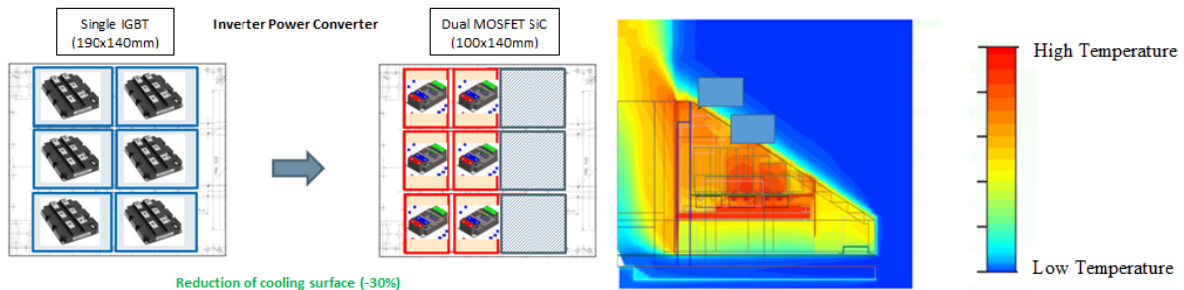 Single IGBT
(190x140mm)
Inverter Power Converter
Dual MOSFET SiC
(100x140mm)
Reduction of cooling surface (-30%)
High Temperature
Low Temperature